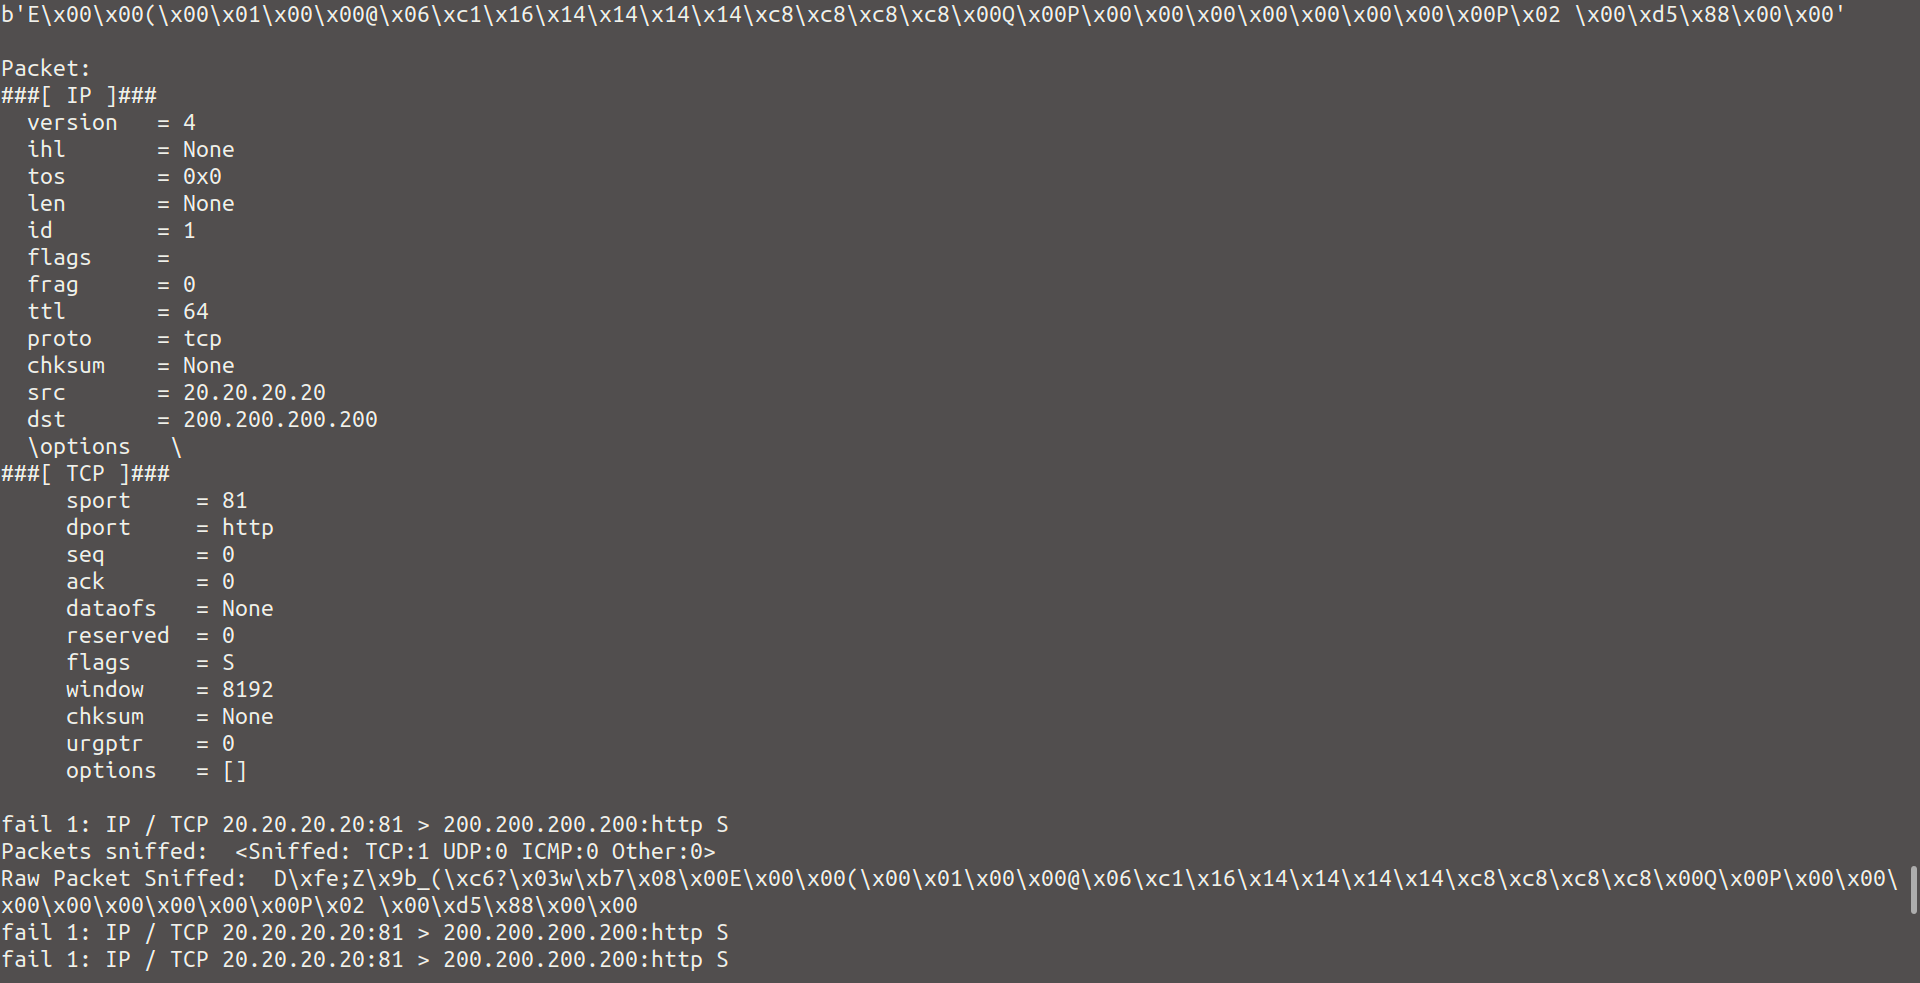 b'E\x00\x00(\x00\x01\x00\x00@\x06\xc1\x16\x14\x14\x14\x14\xc8\xc8\xc8\xc8\x00Q\x00P\x00\x00\x00\x00\x00\x00\x00\x00P\x02 \x00\xd5\x88\x00\x00'
Packet:
###[ IP ]###
  version   = 4
  ihl       = None
  tos       = 0x0
  len       = None
  id        = 1
  flags     =
  frag      = 0
  ttl       = 64
  proto     = tcp
  chksum    = None
  src       = 20.20.20.20
  dst       = 200.200.200.200
  \options   \
###[ TCP ]###
     sport     = 81
     dport     = http
     seq       = 0
     ack       = 0
     dataofs   = None
     reserved  = 0
     flags     = S
     window    = 8192
     chksum    = None
     urgptr    = 0
     options   = []
fail 1: IP / TCP 20.20.20.20:81 > 200.200.200.200:http S
Packets sniffed:  <Sniffed: TCP:1 UDP:0 ICMP:0 Other:0>
Raw Packet Sniffed:  D\xfe;Z\x9b_(\xc6?\x03w\xb7\x08\x00E\x00\x00(\x00\x01\x00\x00@\x06\xc1\x16\x14\x14\x14\x14\xc8\xc8\xc8\xc8\x00Q\x00P\x00\x00\
x00\x00\x00\x00\x00\x00P\x02 \x00\xd5\x88\x00\x00
fail 1: IP / TCP 20.20.20.20:81 > 200.200.200.200:http S
fail 1: IP / TCP 20.20.20.20:81 > 200.200.200.200:http S